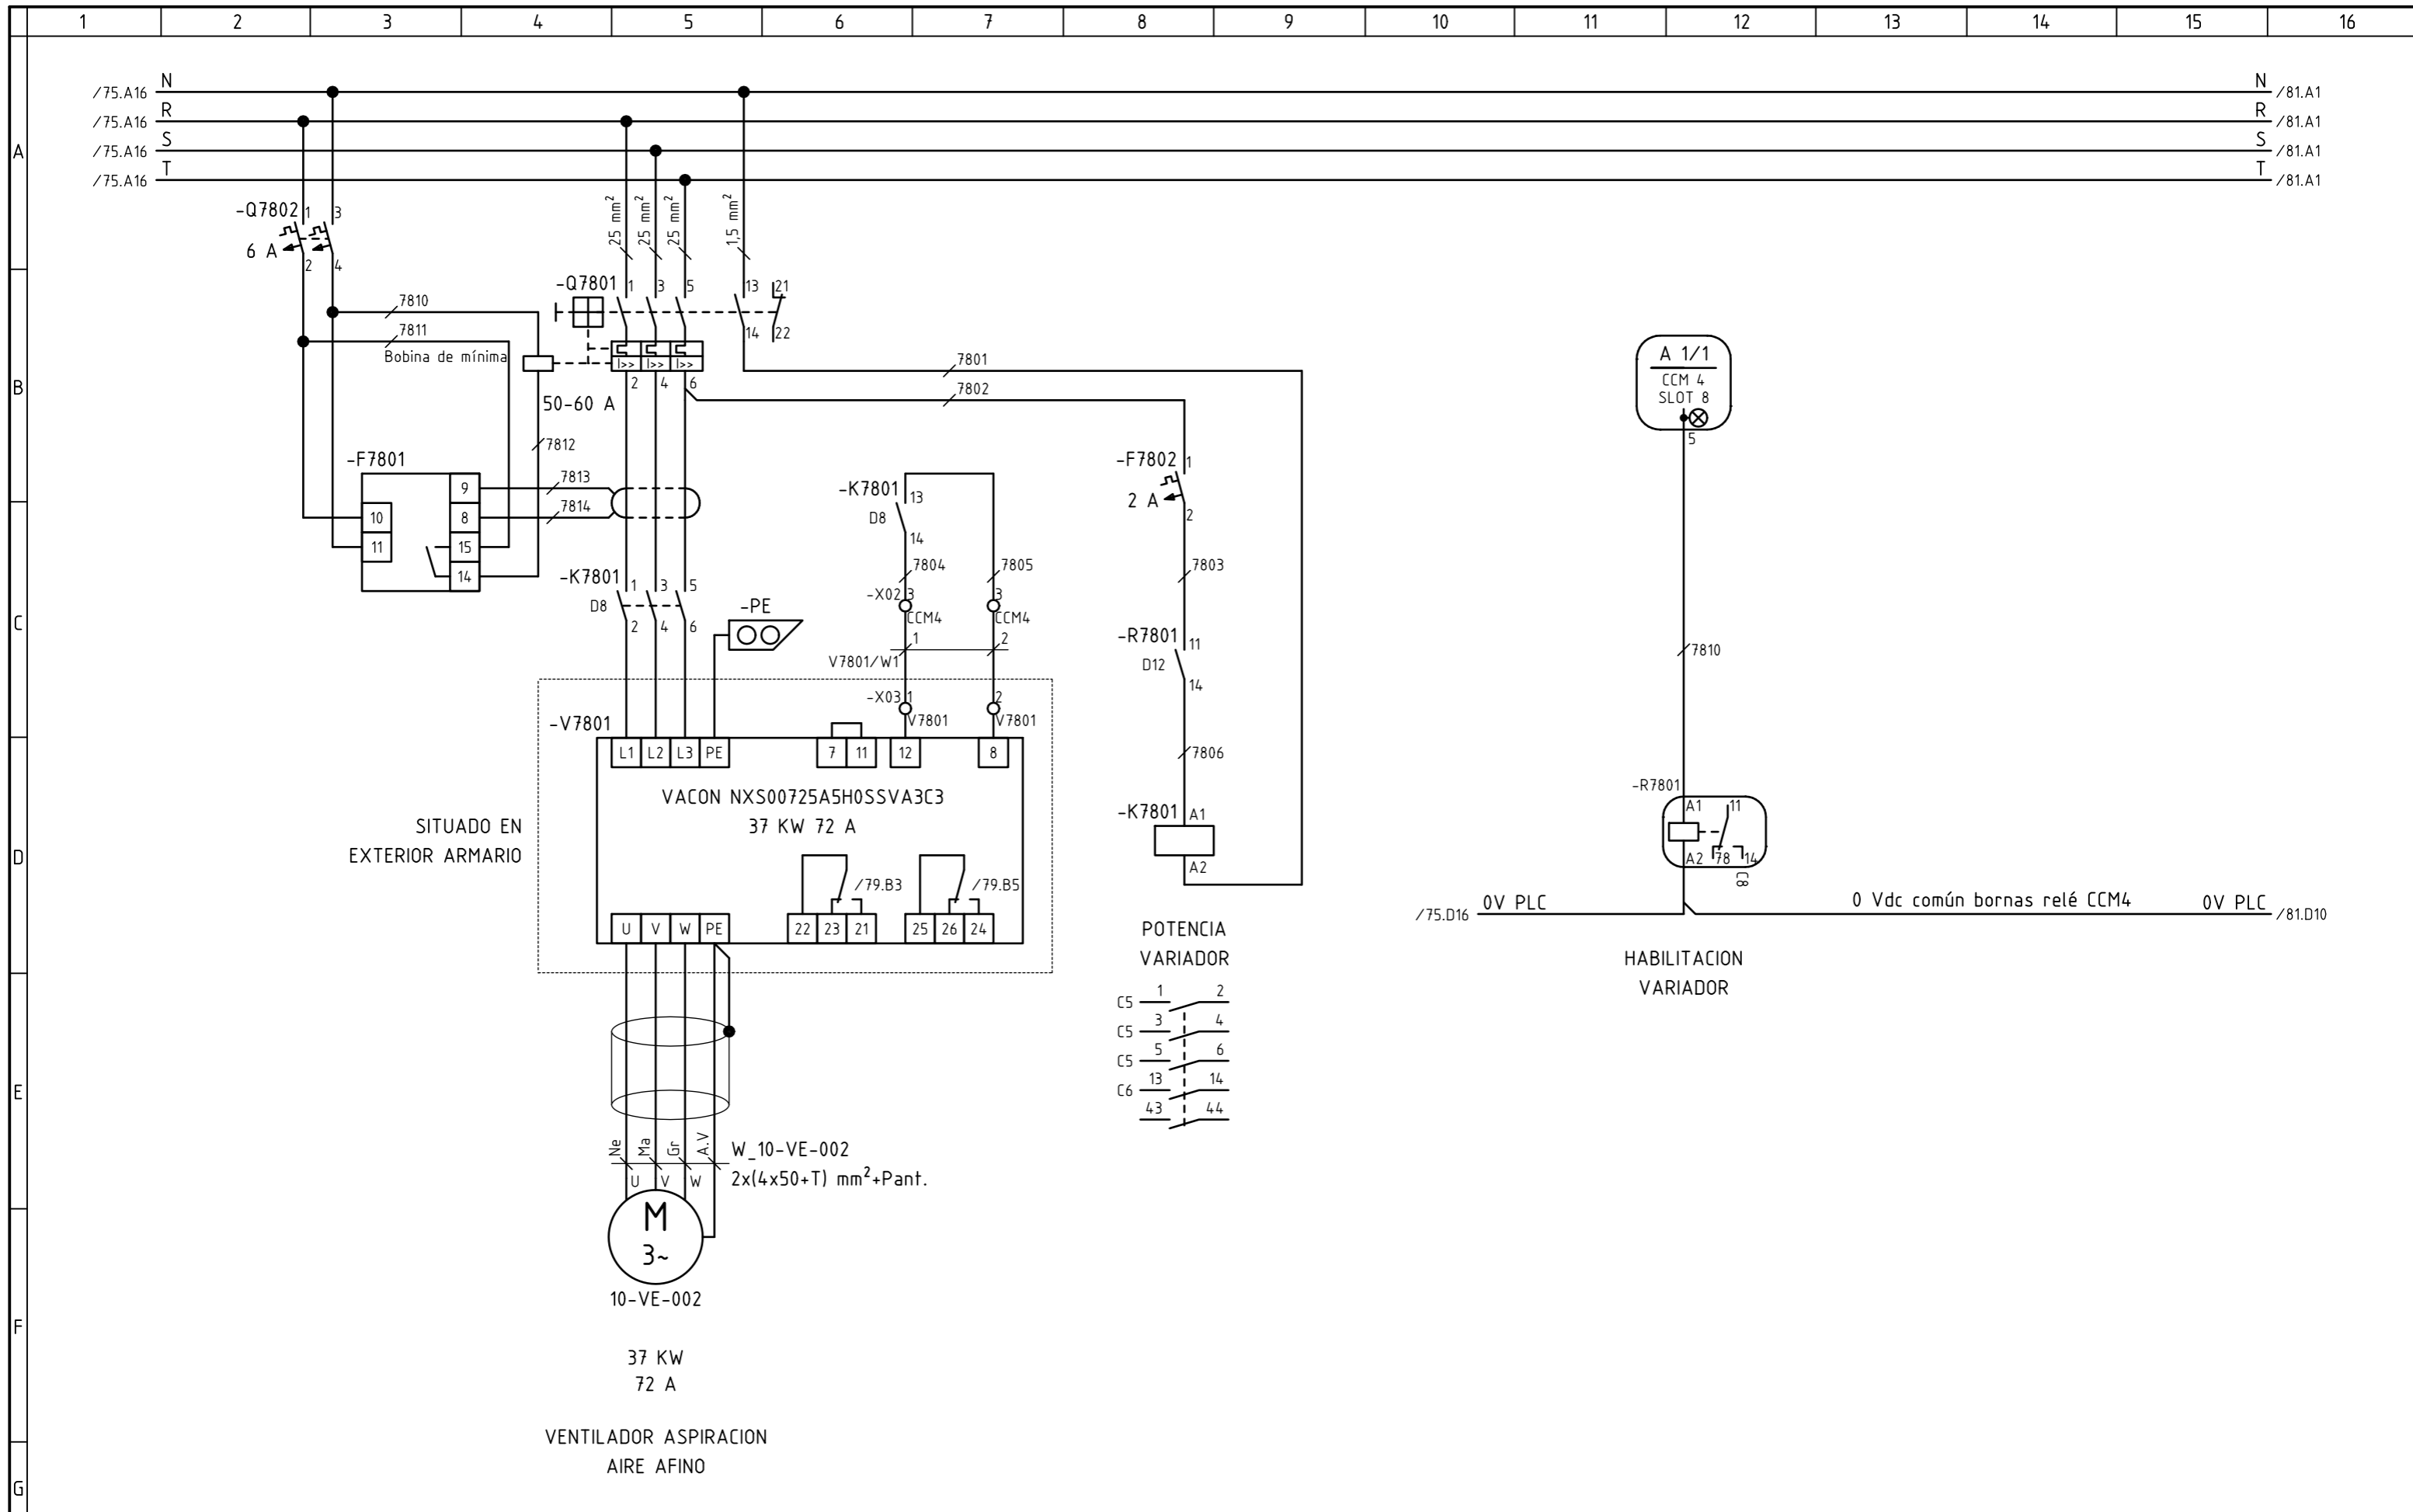 1 2 3 4 5 6 7 8 9 10 11 12 13 14 15 16
A
B
C
D
E
F
G
/75.A16 N N /81.A1
/75.A16 R R /81.A1
/75.A16 S S /81.A1
/75.A16 T T /81.A1
25 mm²
25 mm²
25 mm²
1,5 mm²
-Q7802 1 3
6 A
2 4
-Q7801 1 3 5 13 21
14 22
I>> I>> I>>
2 4 6
50-60 A
7810
7811
Bobina de mínima
7812
7801
7802
A 1/1
CCM 4
SLOT 8
5
-F7801
9
10 8
11 15
14
7813
7814
-K7801 13
D8
14
7804 7805
-X02 3 3
CCM4 CCM4
1 2
V7801/W1
-X03 1 2
V7801 V7801
-F7802 1
2 A
2
7803
-R7801 11
D12
14
7806
-K7801 A1
A2
-K7801 1 3 5
D8
2 4 6
-PE
-V7801
L1 L2 L3 PE 7 11 12 8
VACON NXS00725A5H0SSVA3C3
37 KW 72 A
SITUADO EN
EXTERIOR ARMARIO
/79.B3 /79.B5
U V W PE 22 23 21 25 26 24
7810
-R7801
A1 11
A2 78 14
C8
/75.D16 0V PLC 0 Vdc común bornas relé CCM4 0V PLC /81.D10
POTENCIA
VARIADOR
HABILITACION
VARIADOR
C5 1 2
C5 3 4
C5 5 6
C6 13 14
43 44
Ne Ma Gr A.V W_10-VE-002
U V W 2x(4x50+T) mm²+Pant.
M
3~
10-VE-002
37 KW
72 A
VENTILADOR ASPIRACION
AIRE AFINO